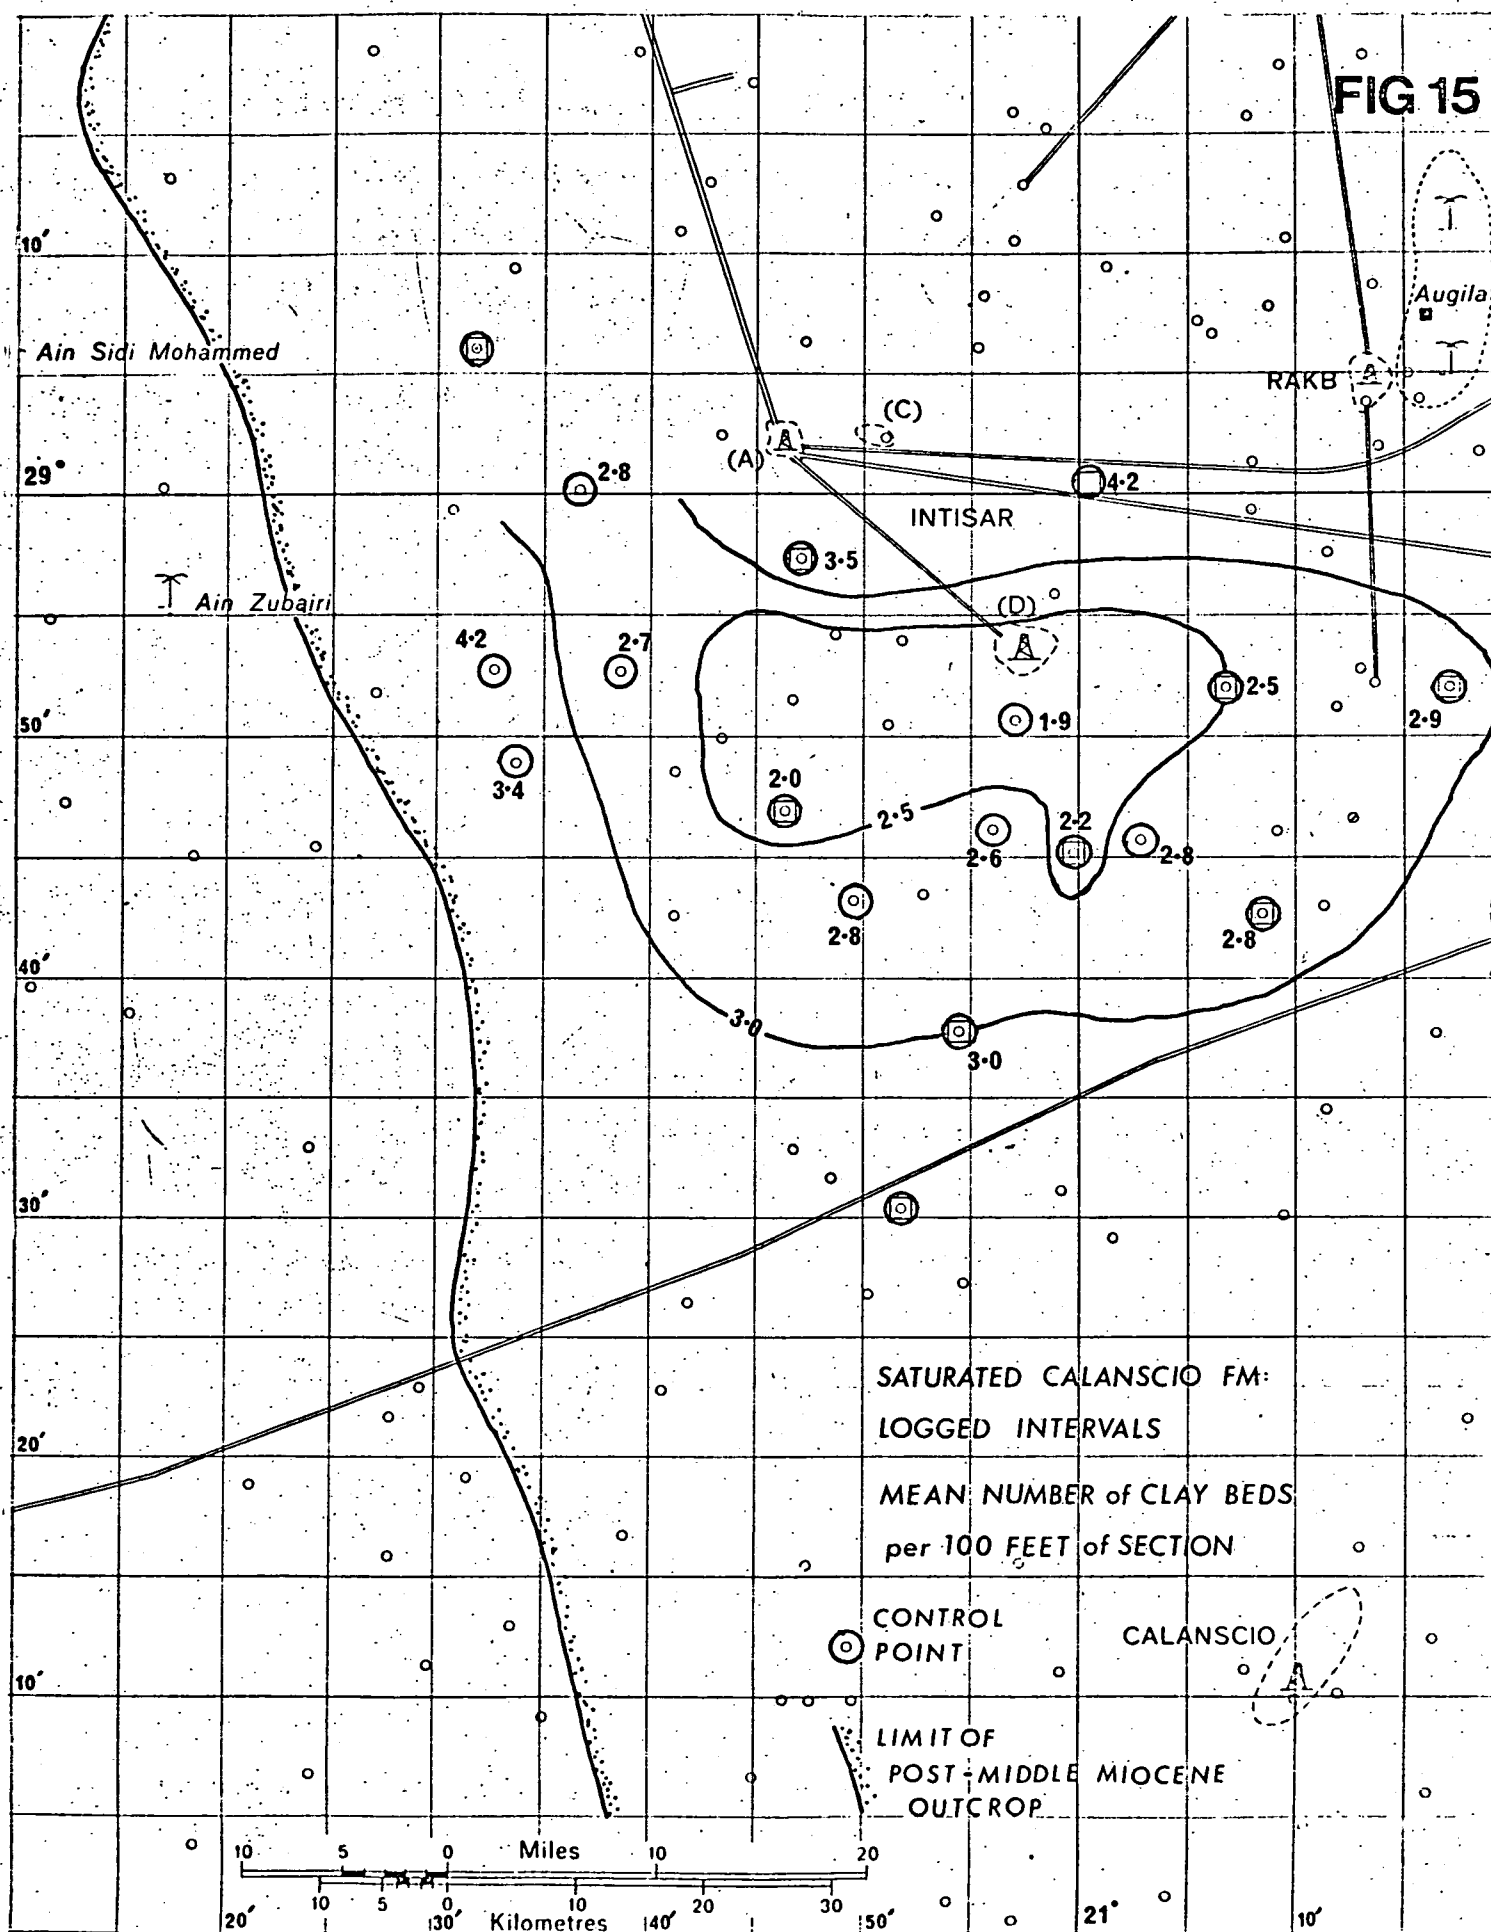 FIG 15
10′
Augila
Ain Sidi Mohammed
RAKB
(C)
(A)
29°
2·8
4·2
INTISAR
3·5
Ain Zubairi
(D)
4·2
2·7
2·5
50′
1·9
2·9
3·4
2·0
2·5
2·2
2·6
2·8
2·8
2·8
40′
3·0
3·0
30′
SATURATED CALANSCIO FM:
LOGGED INTERVALS
20′
MEAN NUMBER of CLAY BEDS
per 100 FEET of SECTION
CONTROL
POINT
CALANSCIO
10′
LIMIT OF
POST-MIDDLE MIOCENE
OUTCROP
10 5 0 Miles 10 20
10 5 0 10 20 30
20′ 30′ Kilometres 40′ 50′ 21° 10′